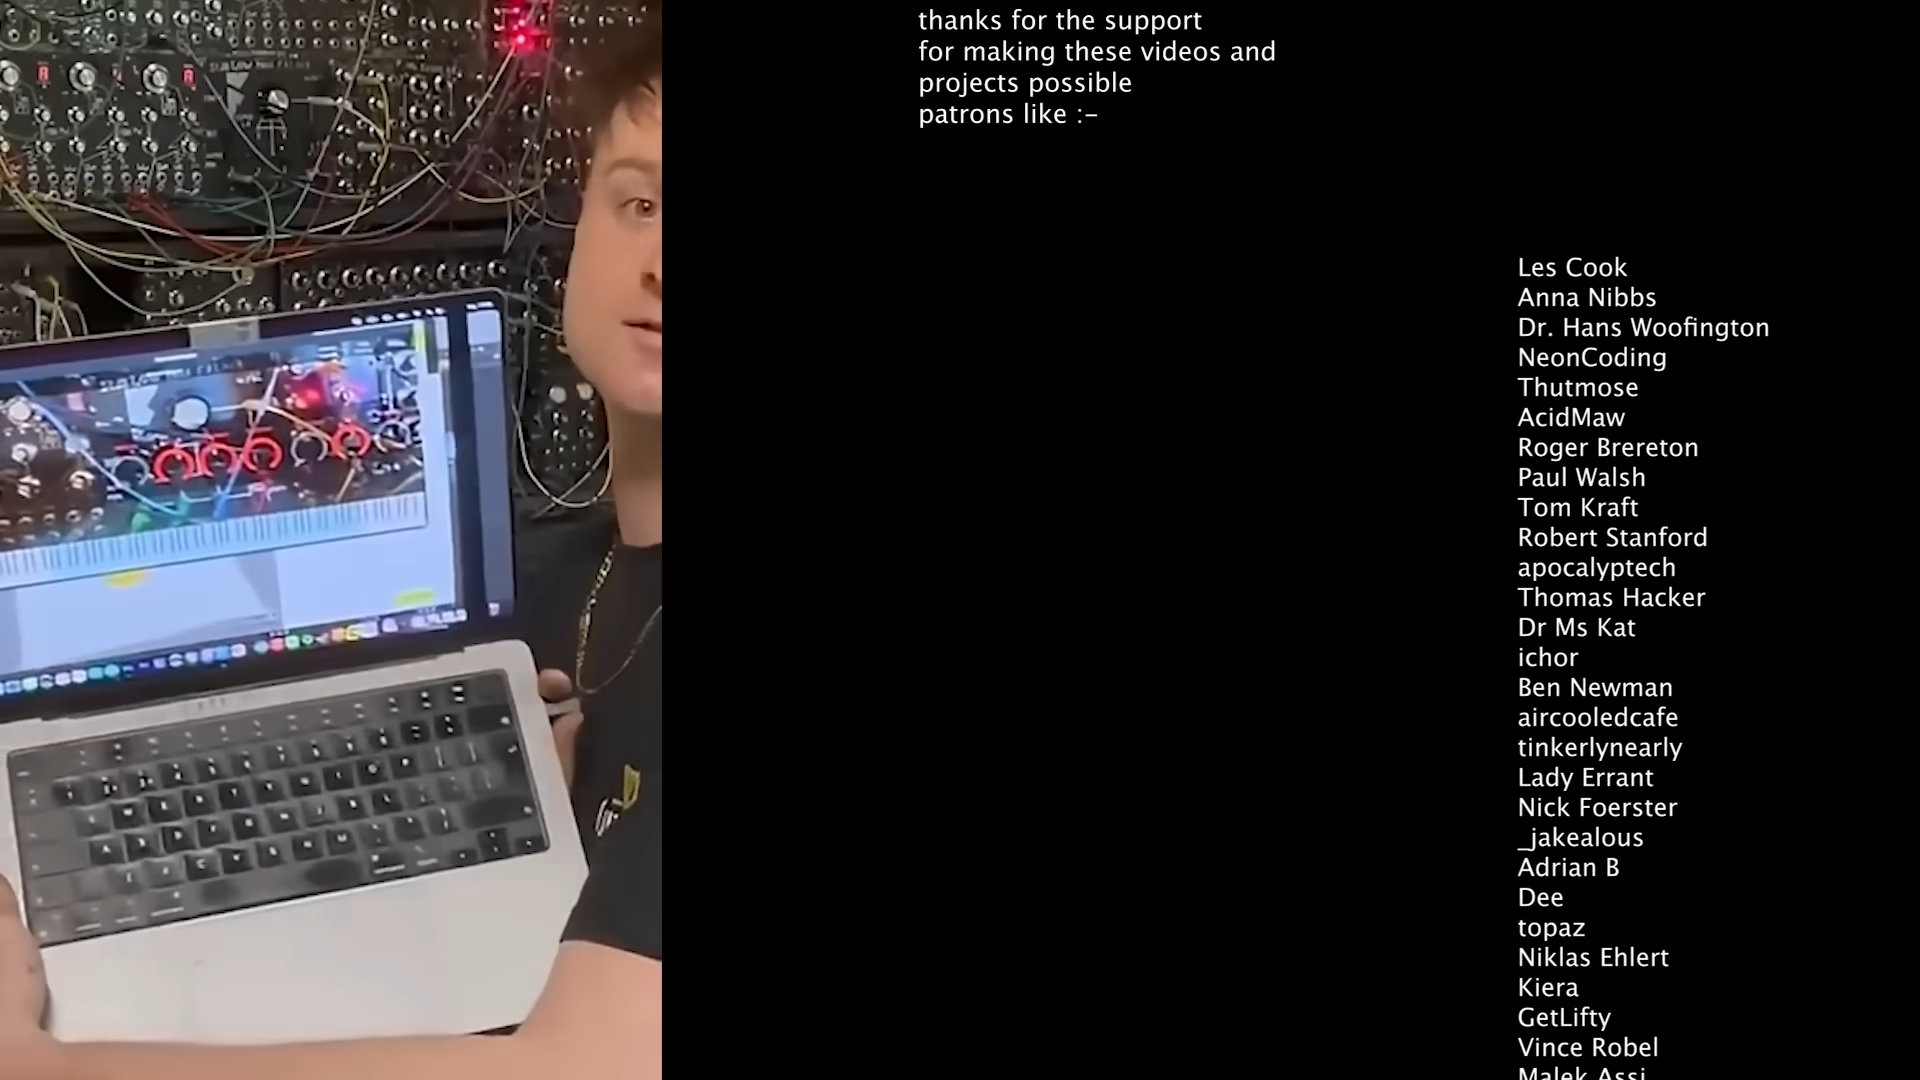 thanks for the support
for making these videos and
projects possible
patrons like :-
Les Cook
Anna Nibbs
Dr. Hans Woofington
NeonCoding
Thutmose
AcidMaw
Roger Brereton
Paul Walsh
Tom Kraft
Robert Stanford
apocalyptech
Thomas Hacker
Dr Ms Kat
ichor
Ben Newman
aircooledcafe
tinkerlynearly
Lady Errant
Nick Foerster
_jakealous
Adrian B
Dee
topaz
Niklas Ehlert
Kiera
GetLifty
Vince Robel
Malek Assi